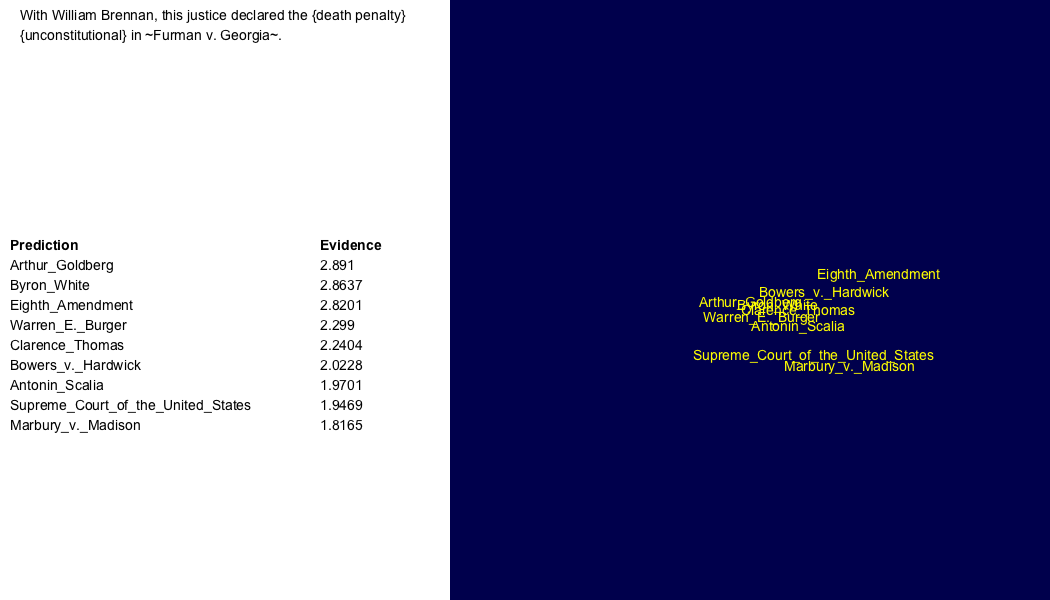 With William Brennan, this justice declared the {death penalty}
{unconstitutional} in ~Furman v. Georgia~.
Prediction Evidence
Arthur_Goldberg 2.891
Byron_White 2.8637
Eighth_Amendment 2.8201
Warren_E._Burger 2.299
Clarence_Thomas 2.2404
Bowers_v._Hardwick 2.0228
Antonin_Scalia 1.9701
Supreme_Court_of_the_United_States 1.9469
Marbury_v._Madison 1.8165
Eighth_Amendment
Bowers_v._Hardwick
Arthur_Goldberg
Byron_White
Clarence_Thomas
Warren_E._Burger
Antonin_Scalia
Supreme_Court_of_the_United_States
Marbury_v._Madison